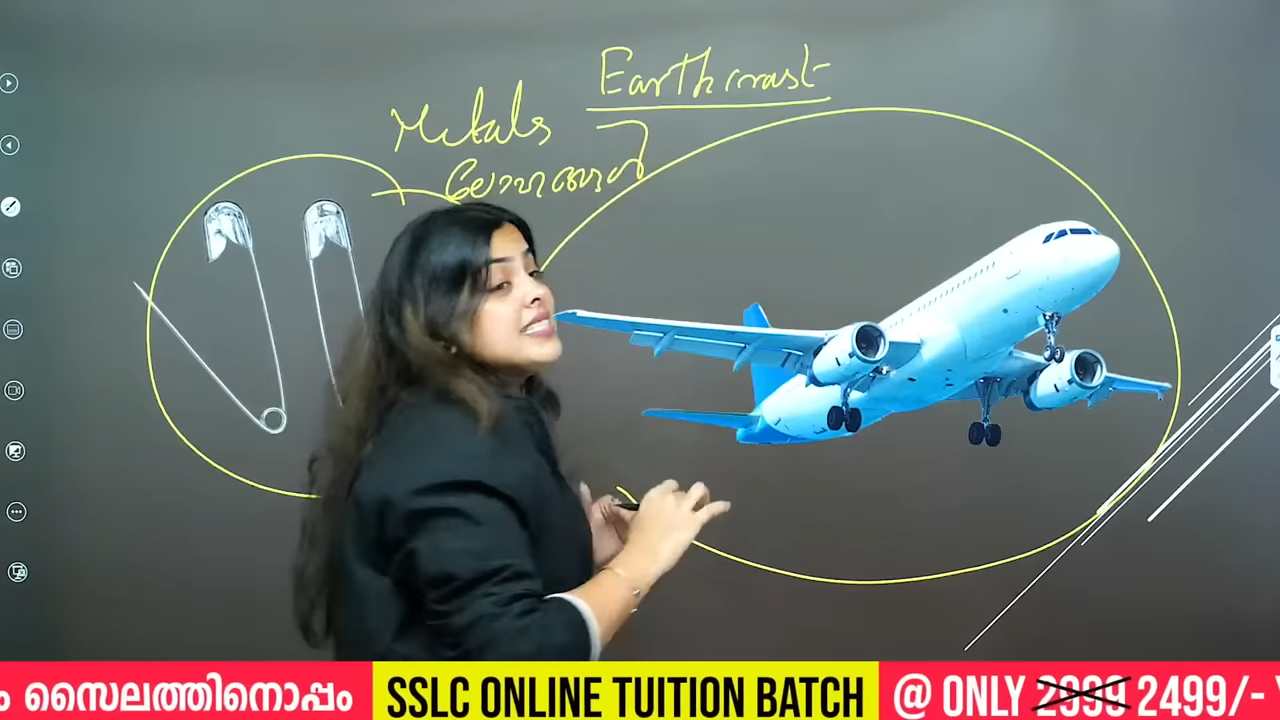 Earth crust
Metals
ലോഹങ്ങൾ
ം സൈലത്തിനൊപ്പം
SSLC ONLINE TUITION BATCH
@ ONLY 2999 2499/-